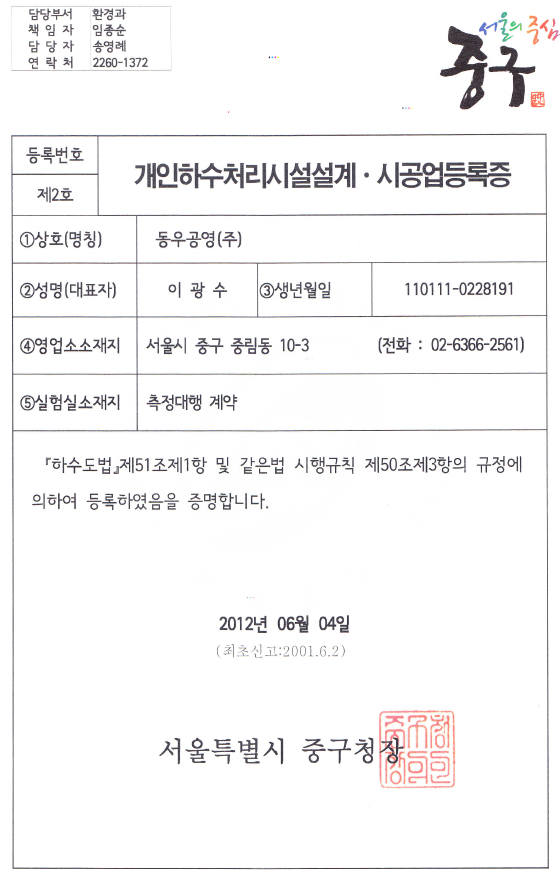 담당부서 환경과
책 임 자 임종순
담 당 자 송영례
연 락 처 2260-1372
서울의 중심
중구
등록번호
제2호
개인하수처리시설설계·시공업등록증
①상호(명칭) 동우공영(주)
②성명(대표자) 이 광 수 ③생년월일 110111-0228191
④영업소소재지 서울시 중구 중림동 10-3 (전화 : 02-6366-2561)
⑤실험실소재지 측정대행 계약
『하수도법』제51조제1항 및 같은법 시행규칙 제50조제3항의 규정에
의하여 등록하였음을 증명합니다.
2012년 06월 04일
(최초신고:2001.6.2)
서울특별시 중구청장